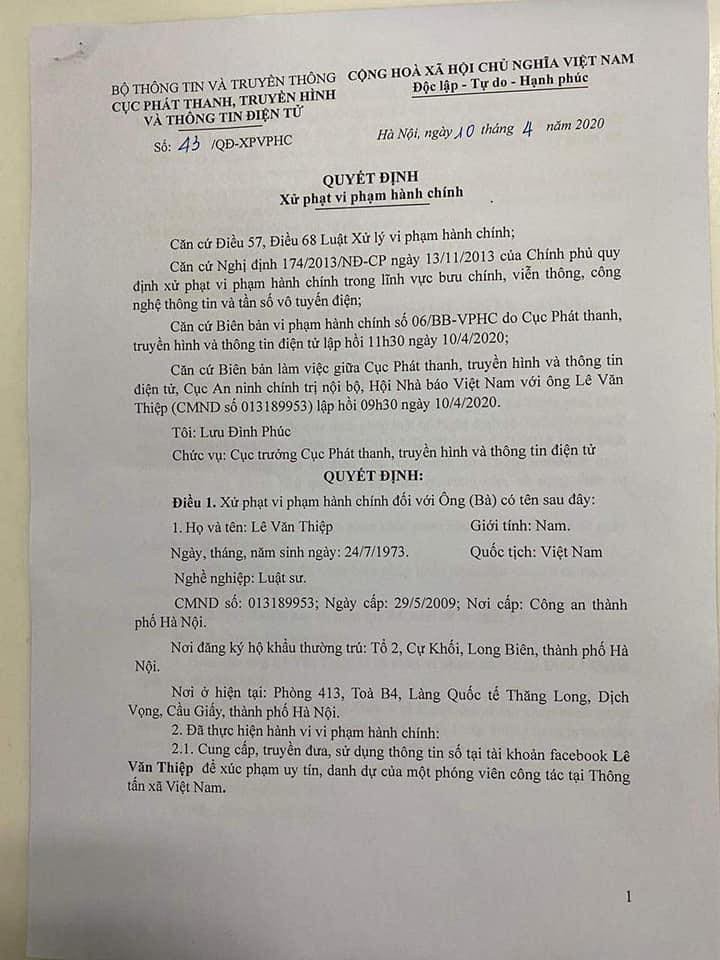 BỘ THÔNG TIN VÀ TRUYỀN THÔNG
CỤC PHÁT THANH, TRUYỀN HÌNH
VÀ THÔNG TIN ĐIỆN TỬ
Số: 43 /QĐ-XPVPHC
CỘNG HOÀ XÃ HỘI CHỦ NGHĨA VIỆT NAM
Độc lập - Tự do - Hạnh phúc
Hà Nội, ngày 10 tháng 4 năm 2020
QUYẾT ĐỊNH
Xử phạt vi phạm hành chính
Căn cứ Điều 57, Điều 68 Luật Xử lý vi phạm hành chính;
Căn cứ Nghị định 174/2013/NĐ-CP ngày 13/11/2013 của Chính phủ quy
định xử phạt vi phạm hành chính trong lĩnh vực bưu chính, viễn thông, công
nghệ thông tin và tần số vô tuyến điện;
Căn cứ Biên bản vi phạm hành chính số 06/BB-VPHC do Cục Phát thanh,
truyền hình và thông tin điện tử lập hồi 11h30 ngày 10/4/2020;
Căn cứ Biên bản làm việc giữa Cục Phát thanh, truyền hình và thông tin
điện tử, Cục An ninh chính trị nội bộ, Hội Nhà báo Việt Nam với ông Lê Văn
Thiệp (CMND số 013189953) lập hồi 09h30 ngày 10/4/2020.
Tôi: Lưu Đình Phúc
Chức vụ: Cục trưởng Cục Phát thanh, truyền hình và thông tin điện tử
QUYẾT ĐỊNH:
Điều 1. Xử phạt vi phạm hành chính đối với Ông (Bà) có tên sau đây:
1. Họ và tên: Lê Văn Thiệp Giới tính: Nam.
Ngày, tháng, năm sinh ngày: 24/7/1973. Quốc tịch: Việt Nam
Nghề nghiệp: Luật sư.
CMND số: 013189953; Ngày cấp: 29/5/2009; Nơi cấp: Công an thành
phố Hà Nội.
Nơi đăng ký hộ khẩu thường trú: Tổ 2, Cự Khối, Long Biên, thành phố Hà
Nội.
Nơi ở hiện tại: Phòng 413, Toà B4, Làng Quốc tế Thăng Long, Dịch
Vọng, Cầu Giấy, thành phố Hà Nội.
2. Đã thực hiện hành vi vi phạm hành chính:
2.1. Cung cấp, truyền đưa, sử dụng thông tin số tại tài khoản facebook Lê
Văn Thiệp để xúc phạm uy tín, danh dự của một phóng viên công tác tại Thông
tấn xã Việt Nam.
1